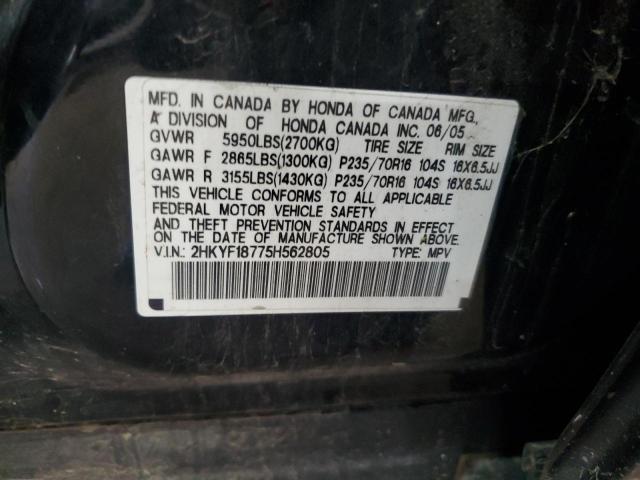 MFD. IN CANADA BY HONDA OF CANADA MFG.,
A DIVISION OF HONDA CANADA INC. 06/05
GVWR 5950LBS(2700KG) TIRE SIZE RIM SIZE
GAWR F 2865LBS(1300KG) P235/70R16 104S 16X6.5JJ
GAWR R 3155LBS(1430KG) P235/70R16 104S 16X6.5JJ
THIS VEHICLE CONFORMS TO ALL APPLICABLE
FEDERAL MOTOR VEHICLE SAFETY
AND THEFT PREVENTION STANDARDS IN EFFECT
ON THE DATE OF MANUFACTURE SHOWN ABOVE.
V.I.N.: 2HKYF18775H562805 TYPE: MPV